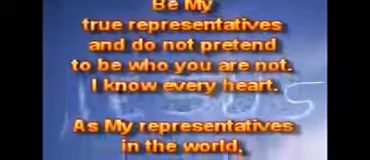 Be My
true representatives
and do not pretend
to be who you are not.
I know every heart.
As My representatives
in the world,
JESUS